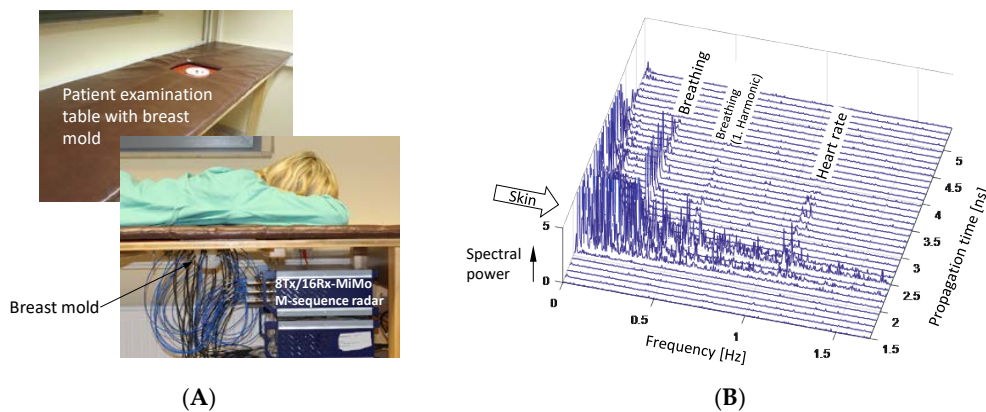 Patient examination
table with breast
mold
Breast mold
8Tx/16Rx-MiMo
M-sequence radar
(A)
Breathing
Breathing
(1. Harmonic)
Heart rate
Skin
5
Spectral
power
0
0
0.5
1
1.5
Frequency [Hz]
5
4.5
4
3.5
3
2.5
2
1.5
Propagation time [ns]
(B)